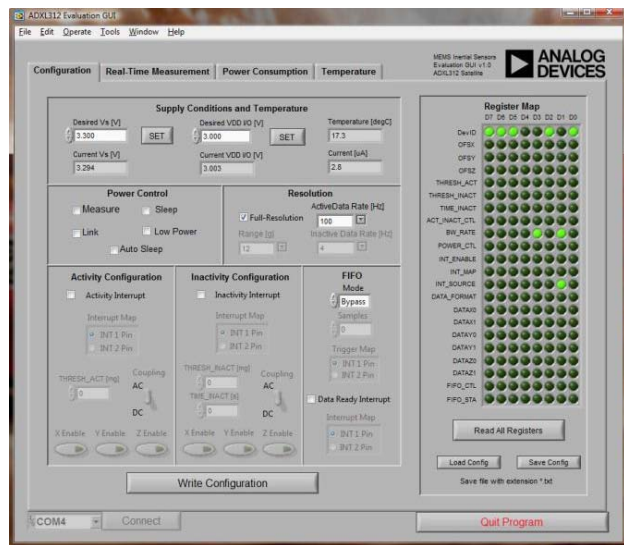 ADXL312 Evaluation GUI
File Edit Operate Tools Window Help
MEMS Inertial Sensors
Evaluation GUI v1.0
ADXL312 Satellite
ANALOG
DEVICES
Configuration Real-Time Measurement Power Consumption Temperature
Supply Conditions and Temperature
Desired Vs [V] Desired VDD I/O [V] Temperature [degC]
3.300 SET 3.000 SET 17.3
Current Vs [V] Current VDD I/O [V] Current [uA]
3.294 3.003 2.8
Power Control
Measure Sleep
Link Low Power
Auto Sleep
Resolution
ActiveData Rate [Hz]
Full-Resolution 100
Range [g] Inactive Data Rate [Hz]
12 4
Activity Configuration
Activity Interrupt
Interrupt Map
INT 1 Pin
INT 2 Pin
THRESH_ACT [mg] Coupling
0 AC
DC
X Enable Y Enable Z Enable
Inactivity Configuration
Inactivity Interrupt
Interrupt Map
INT 1 Pin
INT 2 Pin
THRESH_INACT [mg] Coupling
0 AC
TIME_INACT [s]
0 DC
X Enable Y Enable Z Enable
FIFO
Mode
Bypass
Samples
0
Trigger Map
INT 1 Pin
INT 2 Pin
Data Ready Interrupt
Interrupt Map
INT 1 Pin
INT 2 Pin
Write Configuration
Register Map
D7 D6 D5 D4 D3 D2 D1 D0
DevID
OFSX
OFSY
OFSZ
THRESH_ACT
THRESH_INACT
TIME_INACT
ACT_INACT_CTL
BW_RATE
POWER_CTL
INT_ENABLE
INT_MAP
INT_SOURCE
DATA_FORMAT
DATAX0
DATAX1
DATAY0
DATAY1
DATAZ0
DATAZ1
FIFO_CTL
FIFO_STA
Read All Registers
Load Config Save Config
Save file with extension *.txt
COM4 Connect
Quit Program